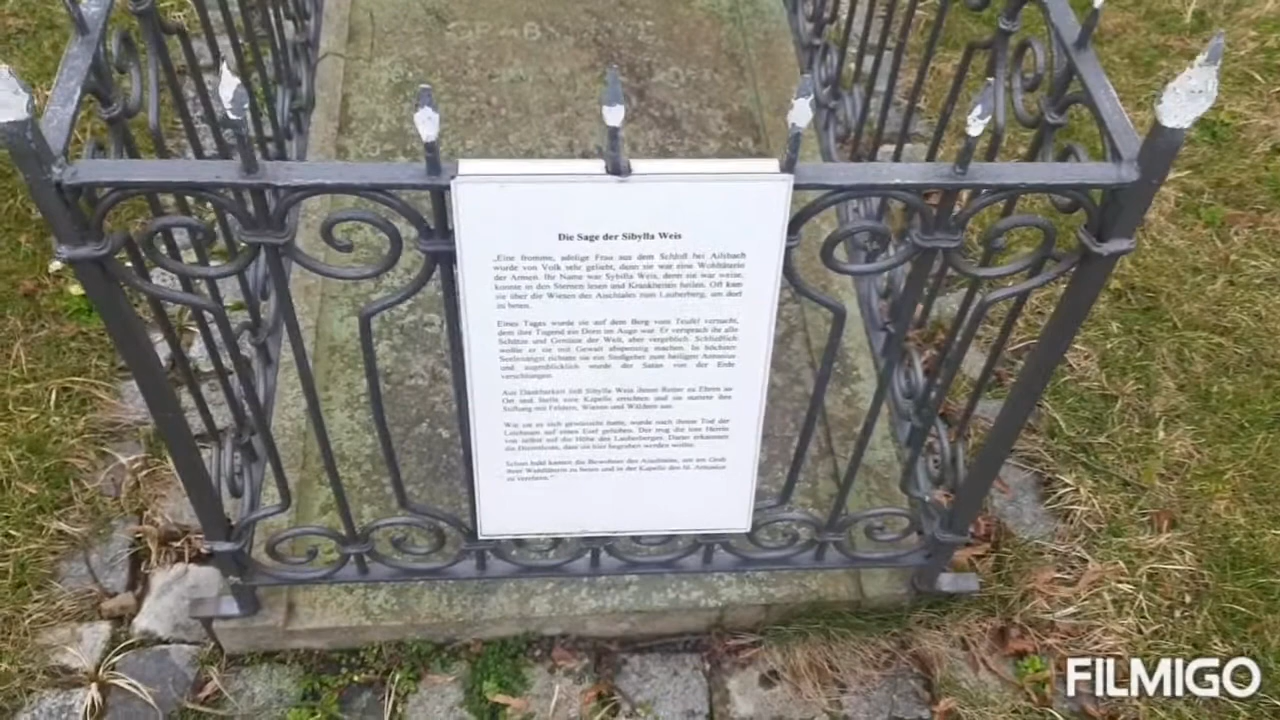 Die Sage der Sibylla Weis
„Eine fromme, adelige Frau aus dem Schloß bei Ailsbach
wurde von Volk sehr geliebt, denn sie war eine Wohltäterin
der Armen. Ihr Name war Sybilla Weis, denn sie war weise,
konnte in den Sternen lesen und Krankheiten heilen. Oft kam
sie über die Wiesen des Aischtales zum Lauberberg, um dort
zu beten.
Eines Tages wurde sie auf dem Berg vom Teufel versucht,
dem ihre Tugend ein Dorn im Auge war. Er versprach ihr alle
Schätze und Genüsse der Welt, aber vergeblich. Schließlich
wollte er sie mit Gewalt abspenstig machen. In höchster
Seelenangst richtete sie ein Stoßgebet zum heiligen Antonius
und augenblicklich wurde der Satan von der Erde
verschlungen.
Aus Dankbarkeit ließ Sibylla Weis ihrem Retter zu Ehren an
Ort und Stelle eine Kapelle errichten und sie stattete ihre
Stiftung mit Feldern, Wiesen und Wäldern aus.
Wie sie es sich gewünscht hatte, wurde nach ihrem Tod der
Leichnam auf einen Esel gehoben. Der trug die tote Herrin
von selbst auf die Höhe des Lauberberges. Daran erkannten
die Dienstleute, dass sie hier begraben werden wollte.
Schon bald kamen die Bewohner des Aischtales, um am Grab
ihrer Wohltäterin zu beten und in der Kapelle den hl. Antonius
zu verehren."
FILMIGO